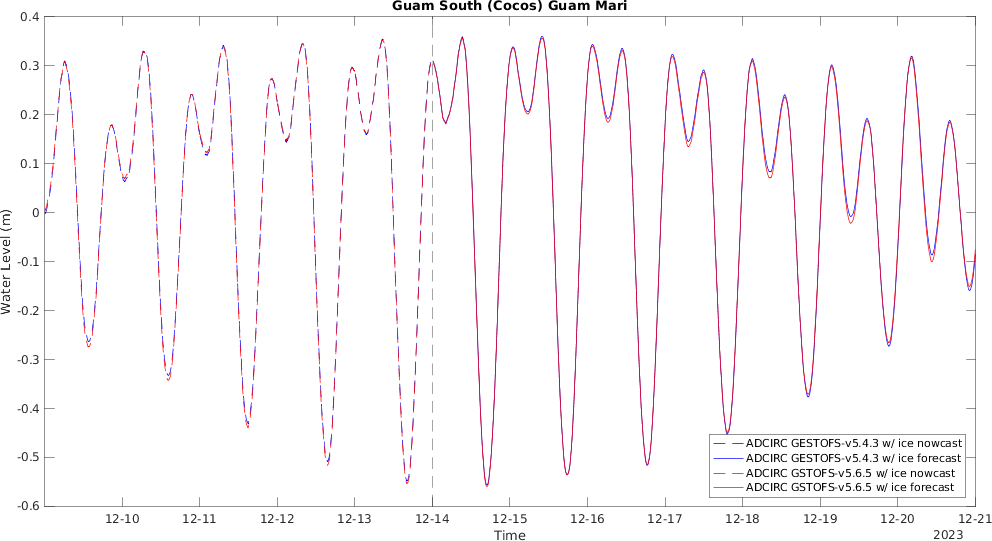 Guam South (Cocos) Guam Mari
0.4
0.3
0.2
0.1
0
-0.1
-0.2
-0.3
-0.4
-0.5
-0.6
Water Level (m)
ADCIRC GESTOFS-v5.4.3 w/ ice nowcast
ADCIRC GESTOFS-v5.4.3 w/ ice forecast
ADCIRC GSTOFS-v5.6.5 w/ ice nowcast
ADCIRC GSTOFS-v5.6.5 w/ ice forecast
12-10 12-11 12-12 12-13 12-14 12-15 12-16 12-17 12-18 12-19 12-20 12-21
Time
2023